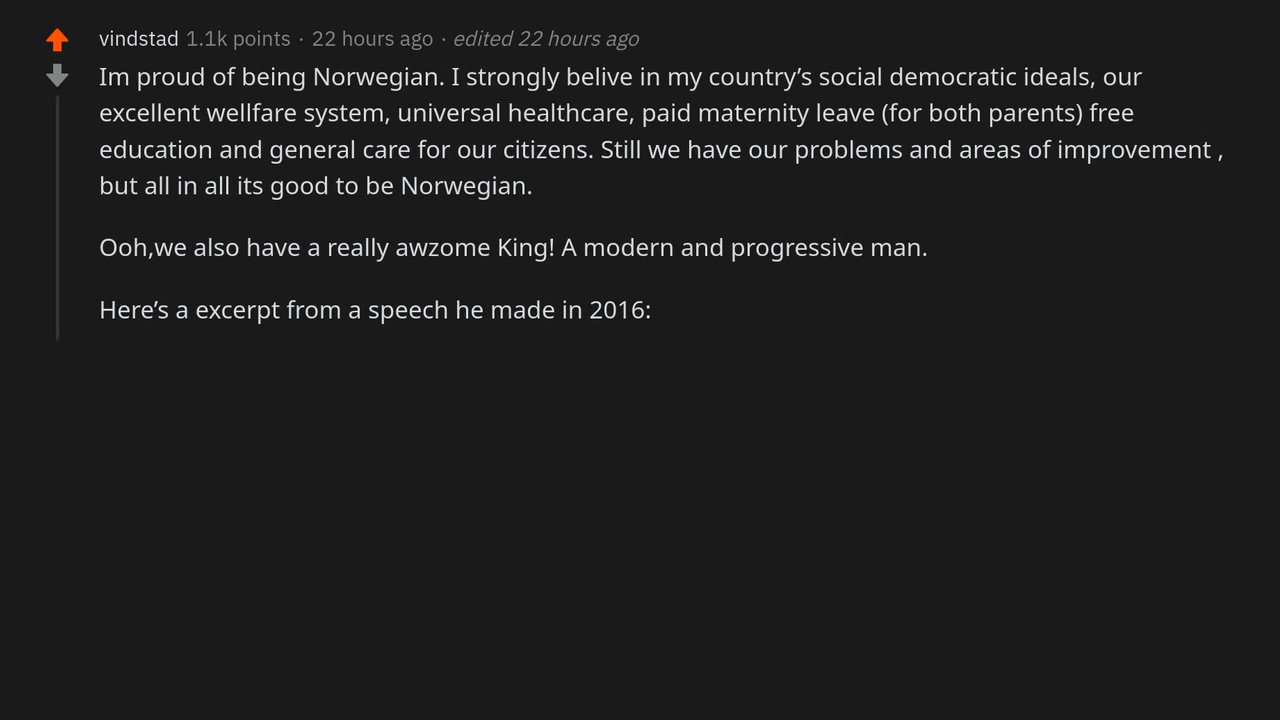 vindstad 1.1k points · 22 hours ago · edited 22 hours ago
Im proud of being Norwegian. I strongly belive in my country’s social democratic ideals, our
excellent wellfare system, universal healthcare, paid maternity leave (for both parents) free
education and general care for our citizens. Still we have our problems and areas of improvement ,
but all in all its good to be Norwegian.
Ooh,we also have a really awzome King! A modern and progressive man.
Here’s a excerpt from a speech he made in 2016: